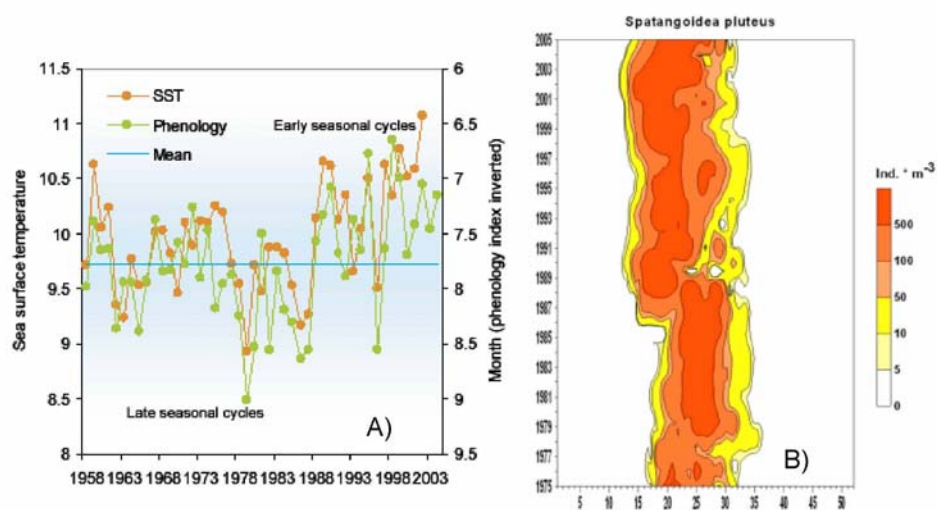 Spatangoidea pluteus
11.5
11
10.5
10
9.5
9
8.5
8
Sea surface temperature
SST
Phenology
Mean
Early seasonal cycles
Late seasonal cycles
A)
6
6.5
7
7.5
8
8.5
9
9.5
Month (phenology index inverted)
1958 1963 1968 1973 1978 1983 1988 1993 1998 2003
2005
2003
2001
1999
1997
1995
1993
1991
1989
1987
1985
1983
1981
1979
1977
1975
B)
5 10 15 20 25 30 35 40 45 50
Ind. * m⁻³
500
100
50
10
5
0